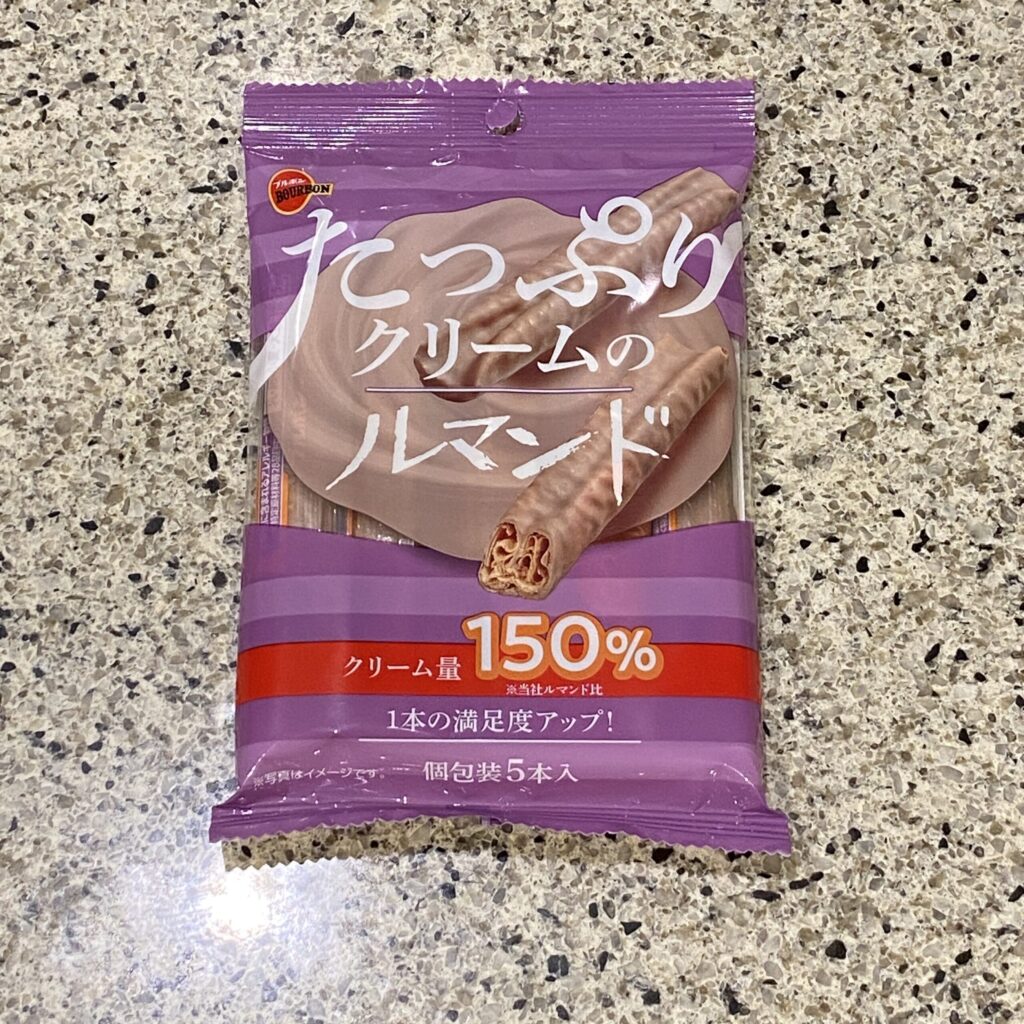 ブルボン
BOURBON
たっぷり
クリームの
ルマンド
クリーム量 150%
※当社ルマンド比
1本の満足度アップ!
※写真はイメージです。
個包装5本入